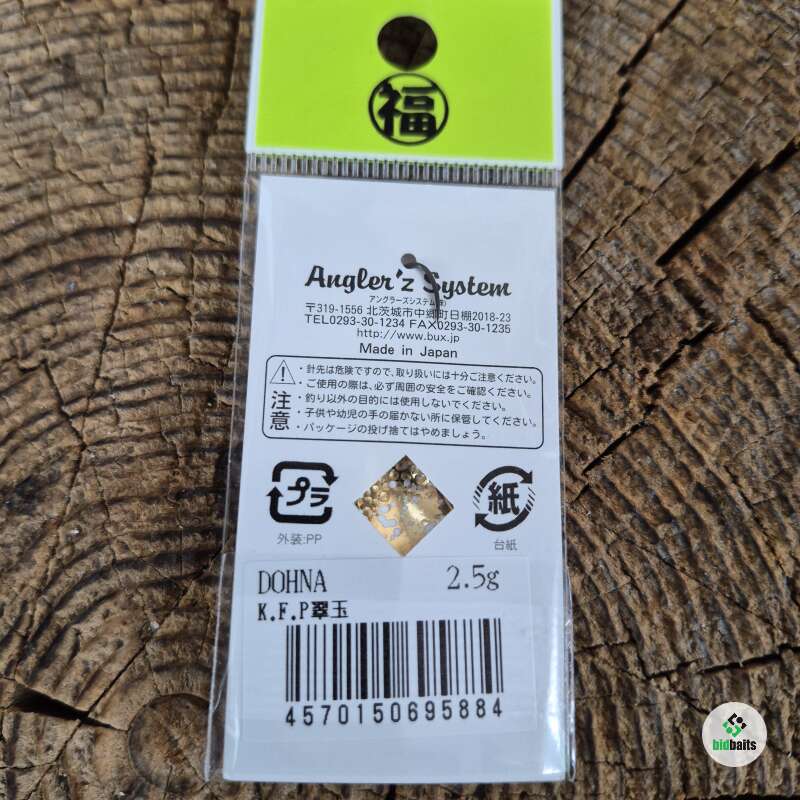 福
Angler'z System
アングラーズシステム㈱
〒319-1556 北茨城市中郷町日棚2018-23
TEL0293-30-1234 FAX0293-30-1235
http://www.bux.jp
Made in Japan
注意
・針先は危険ですので、取り扱いには十分ご注意ください。
・ご使用の際は、必ず周囲の安全をご確認ください。
・釣り以外の目的には使用しないでください。
・子供や幼児の手の届かない所に保管してください。
・パッケージの投げ捨てはやめましょう。
プラ
外装:PP
紙
台紙
DOHNA 2.5g
K.F.P翠玉
4570150695884
bidbaits